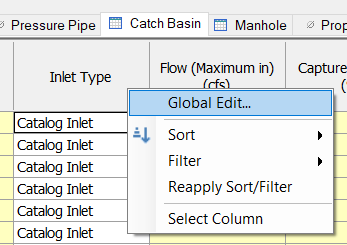 Pressure Pipe
Catch Basin
Manhole
Prop
Inlet Type
Flow (Maximum in)
(cfs)
Capture
Global Edit...
Sort
Filter
Reapply Sort/Filter
Select Column
Catalog Inlet
Catalog Inlet
Catalog Inlet
Catalog Inlet
Catalog Inlet
Catalog Inlet